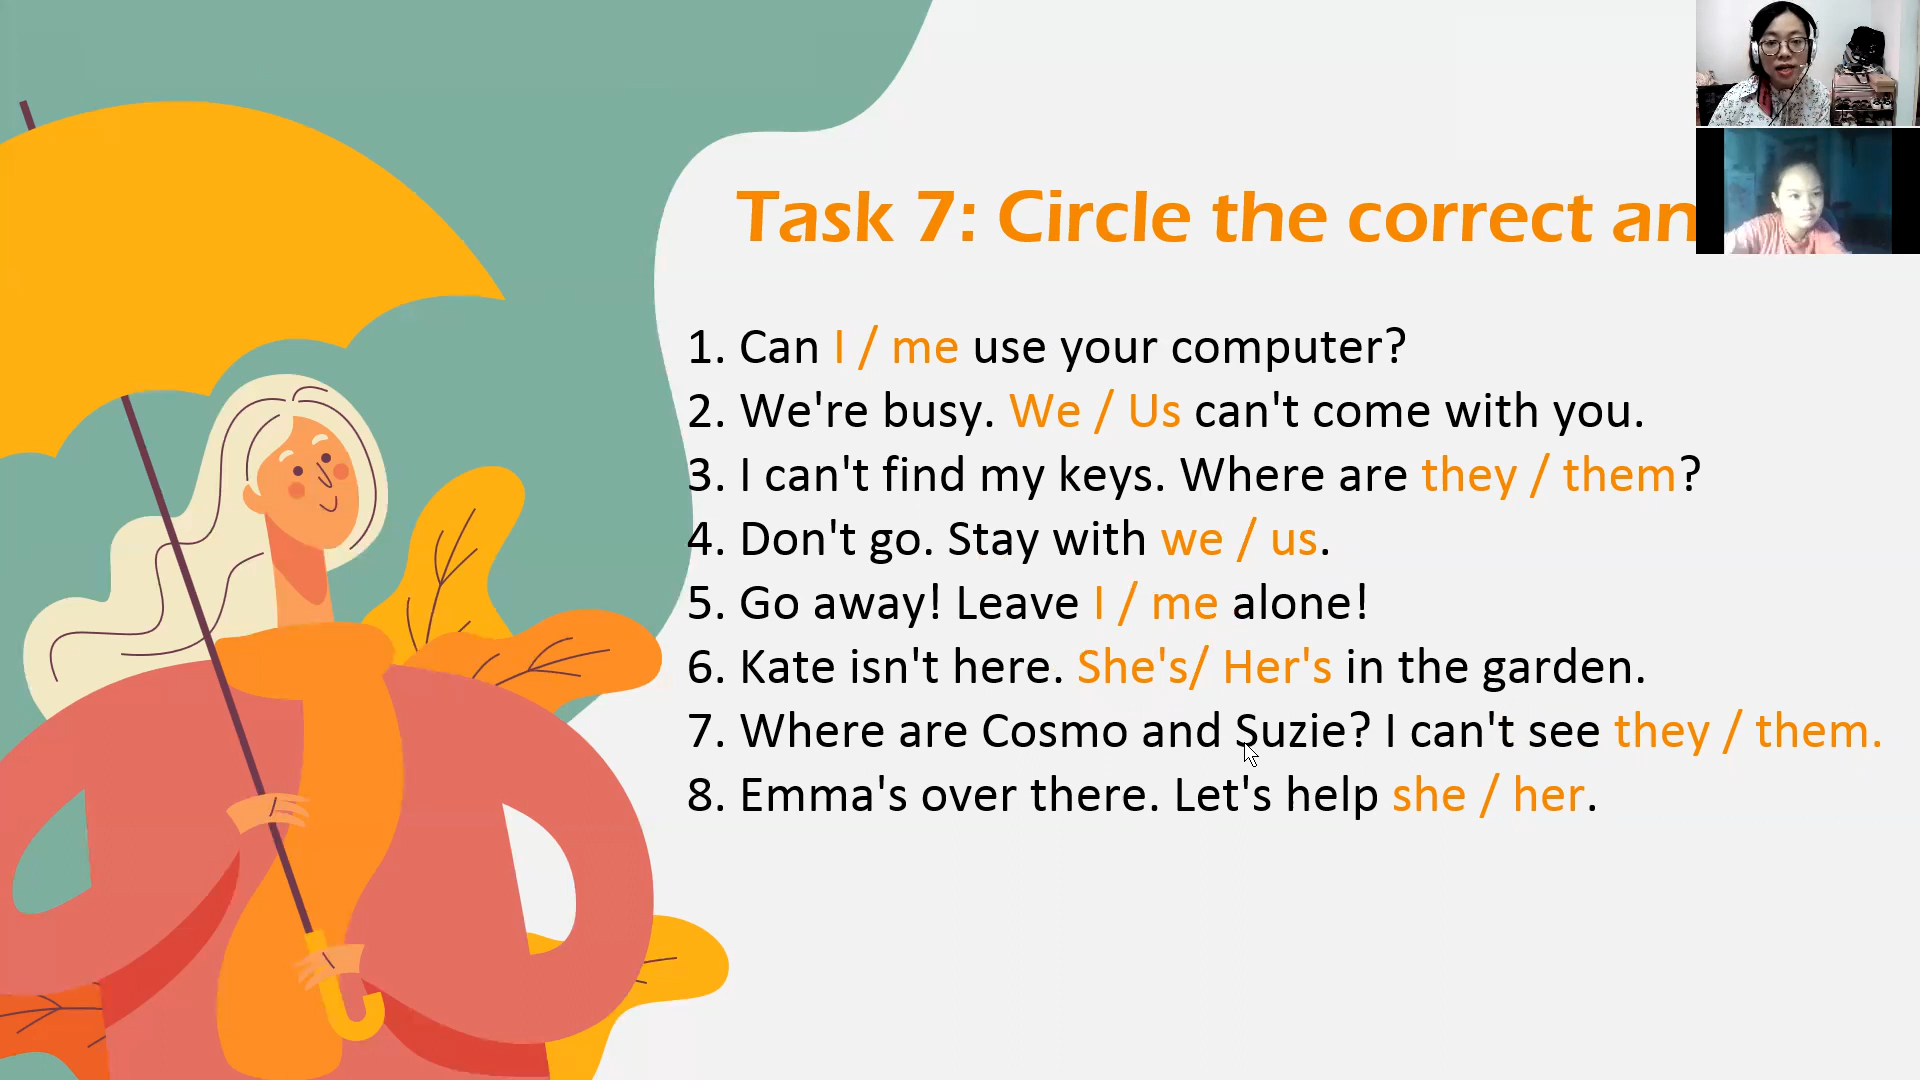 Task 7: Circle the correct an
1. Can I / me use your computer?
2. We're busy. We / Us can't come with you.
3. I can't find my keys. Where are they / them?
4. Don't go. Stay with we / us.
5. Go away! Leave I / me alone!
6. Kate isn't here. She's/ Her's in the garden.
7. Where are Cosmo and Suzie? I can't see they / them.
8. Emma's over there. Let's help she / her.